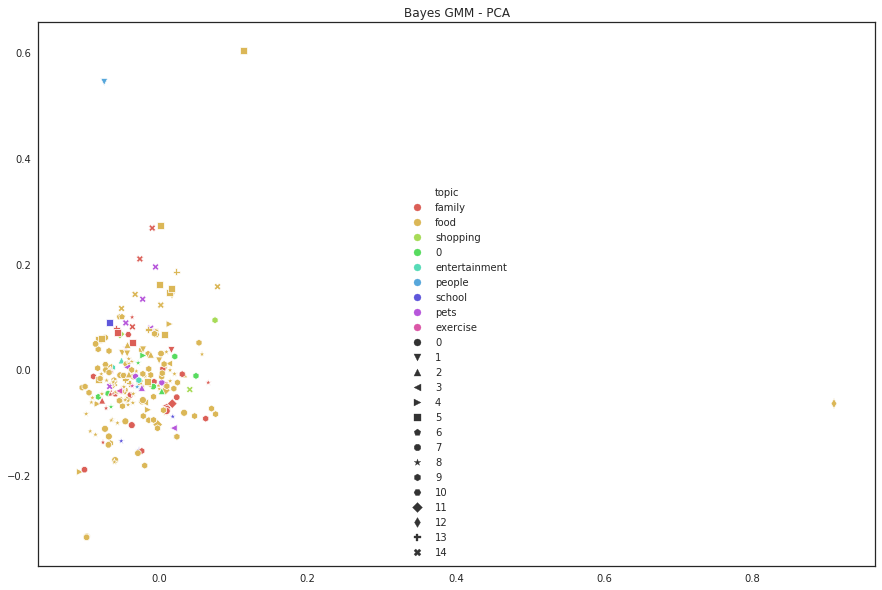 Bayes GMM - PCA
0.6
0.4
0.2
0.0
−0.2
topic
family
food
shopping
0
entertainment
people
school
pets
exercise
0
1
2
3
4
5
6
7
8
9
10
11
12
13
14
0.0 0.2 0.4 0.6 0.8